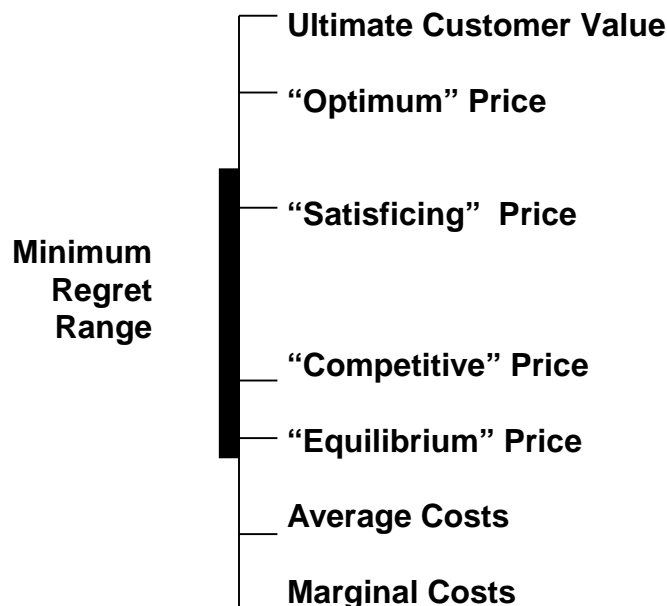 Ultimate Customer Value
“Optimum” Price
“Satisficing” Price
Minimum
Regret
Range
“Competitive” Price
“Equilibrium” Price
Average Costs
Marginal Costs